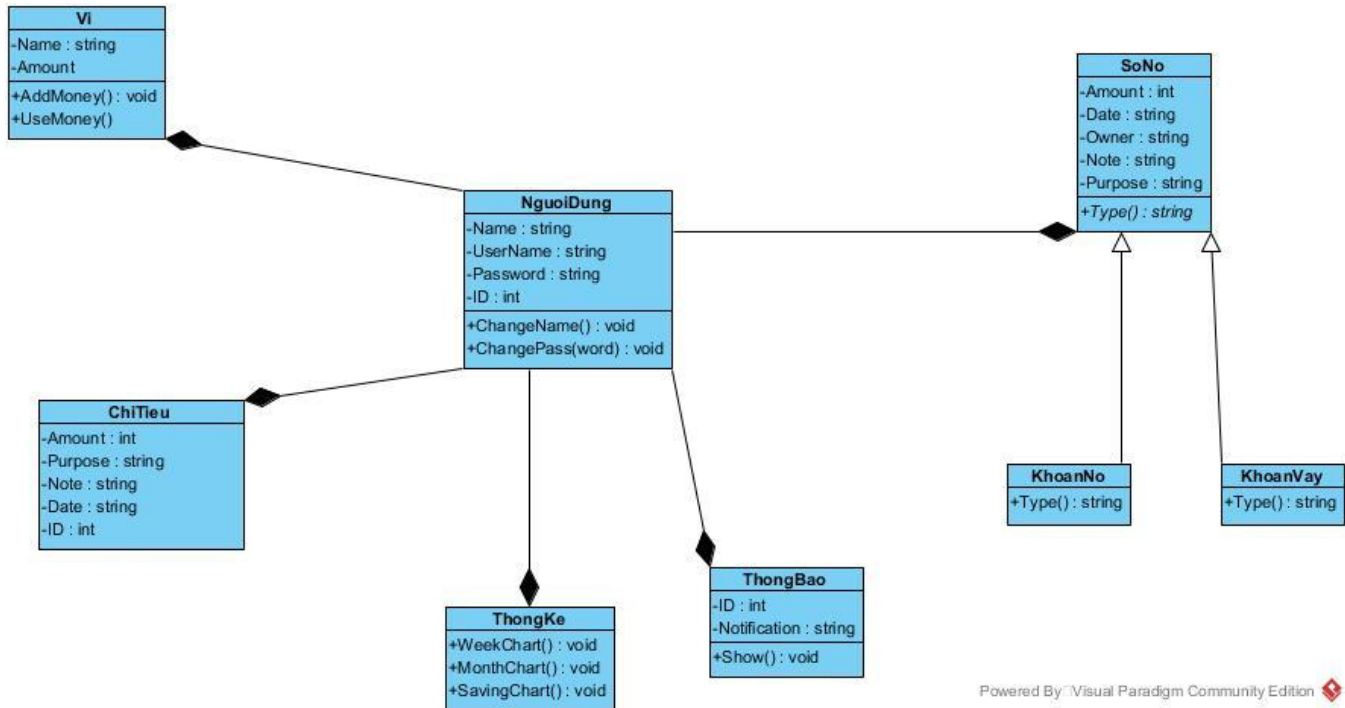 Vi
-Name : string
-Amount
+AddMoney() : void
+UseMoney()
SoNo
-Amount : int
-Date : string
-Owner : string
-Note : string
-Purpose : string
+Type() : string
NguoiDung
-Name : string
-UserName : string
-Password : string
-ID : int
+ChangeName() : void
+ChangePass(word) : void
ChiTieu
-Amount : int
-Purpose : string
-Note : string
-Date : string
-ID : int
KhoanNo
+Type() : string
KhoanVay
+Type() : string
ThongKe
+WeekChart() : void
+MonthChart() : void
+SavingChart() : void
ThongBao
-ID : int
-Notification : string
+Show() : void
Powered By Visual Paradigm Community Edition